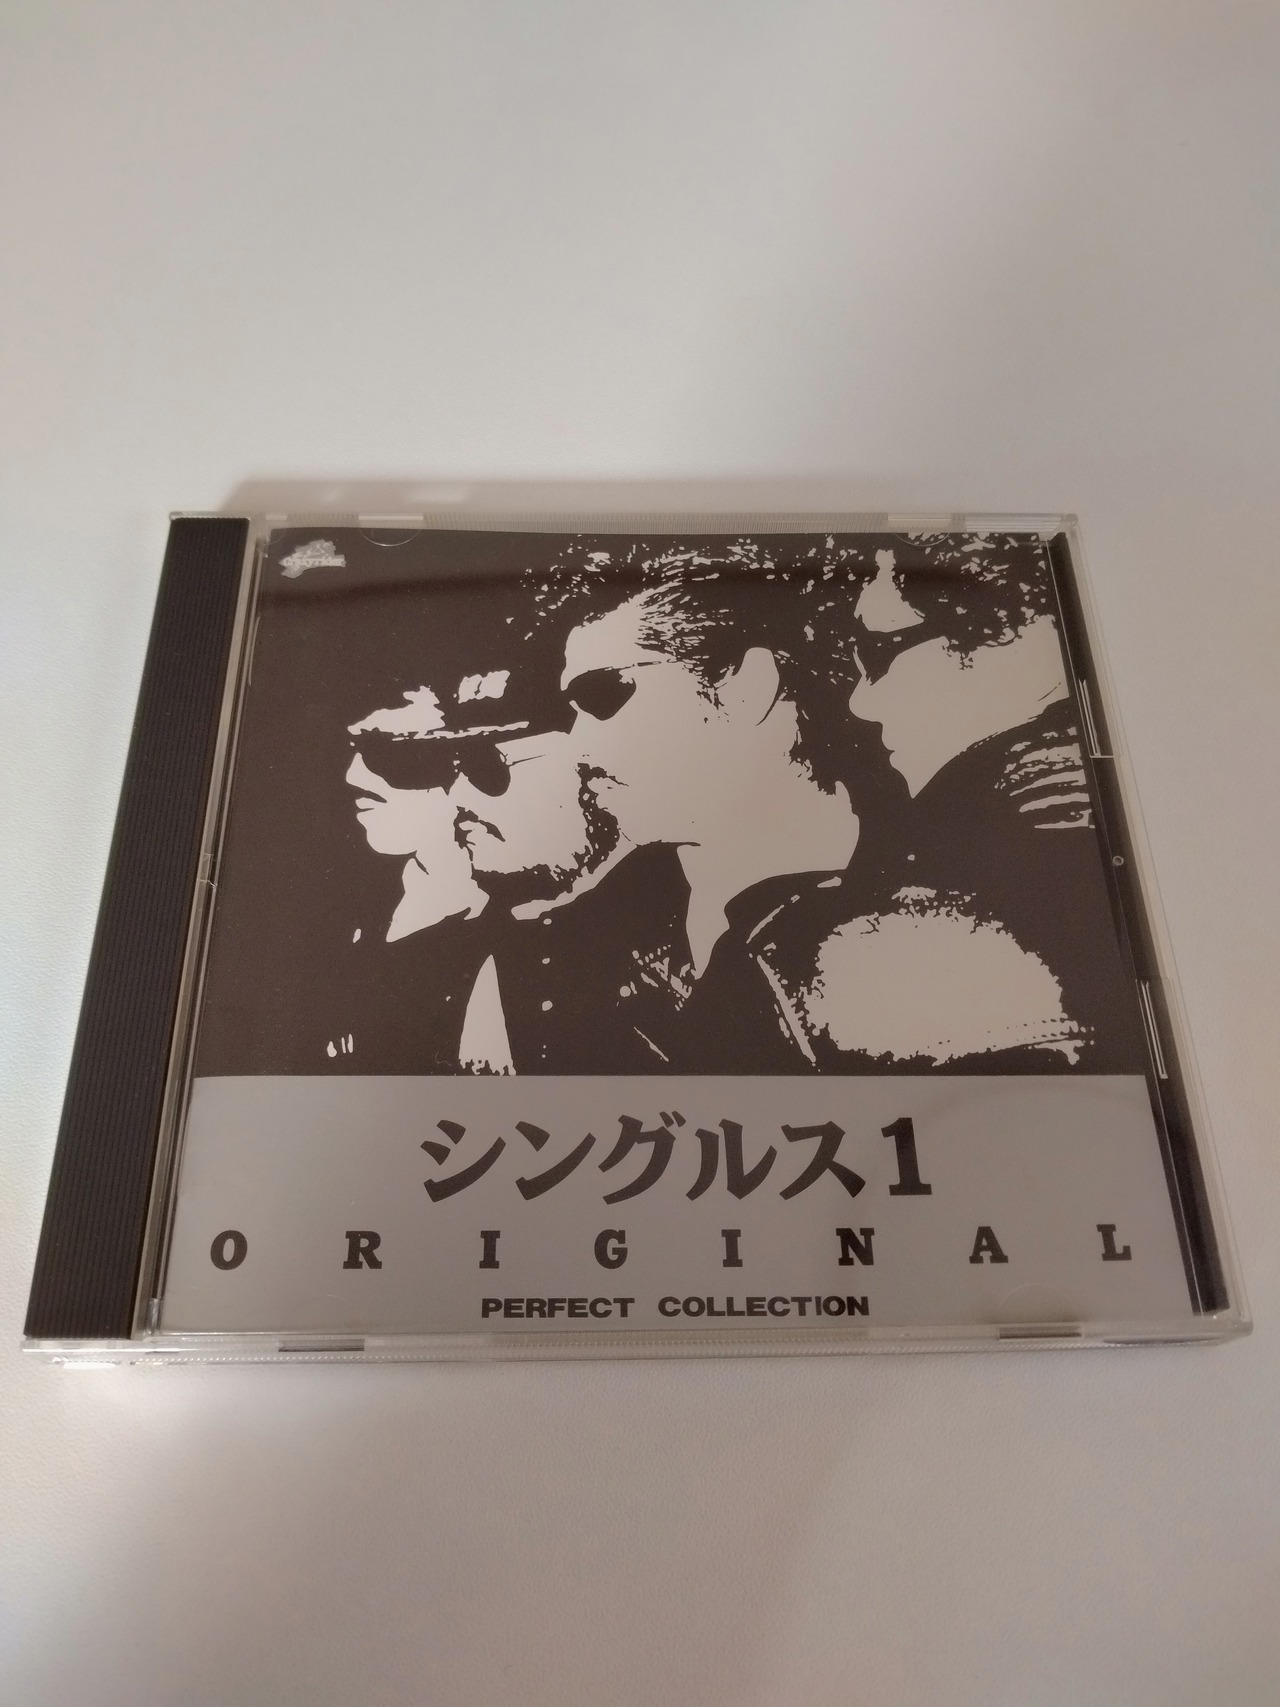 シングルス1
ORIGINAL
PERFECT COLLECTION